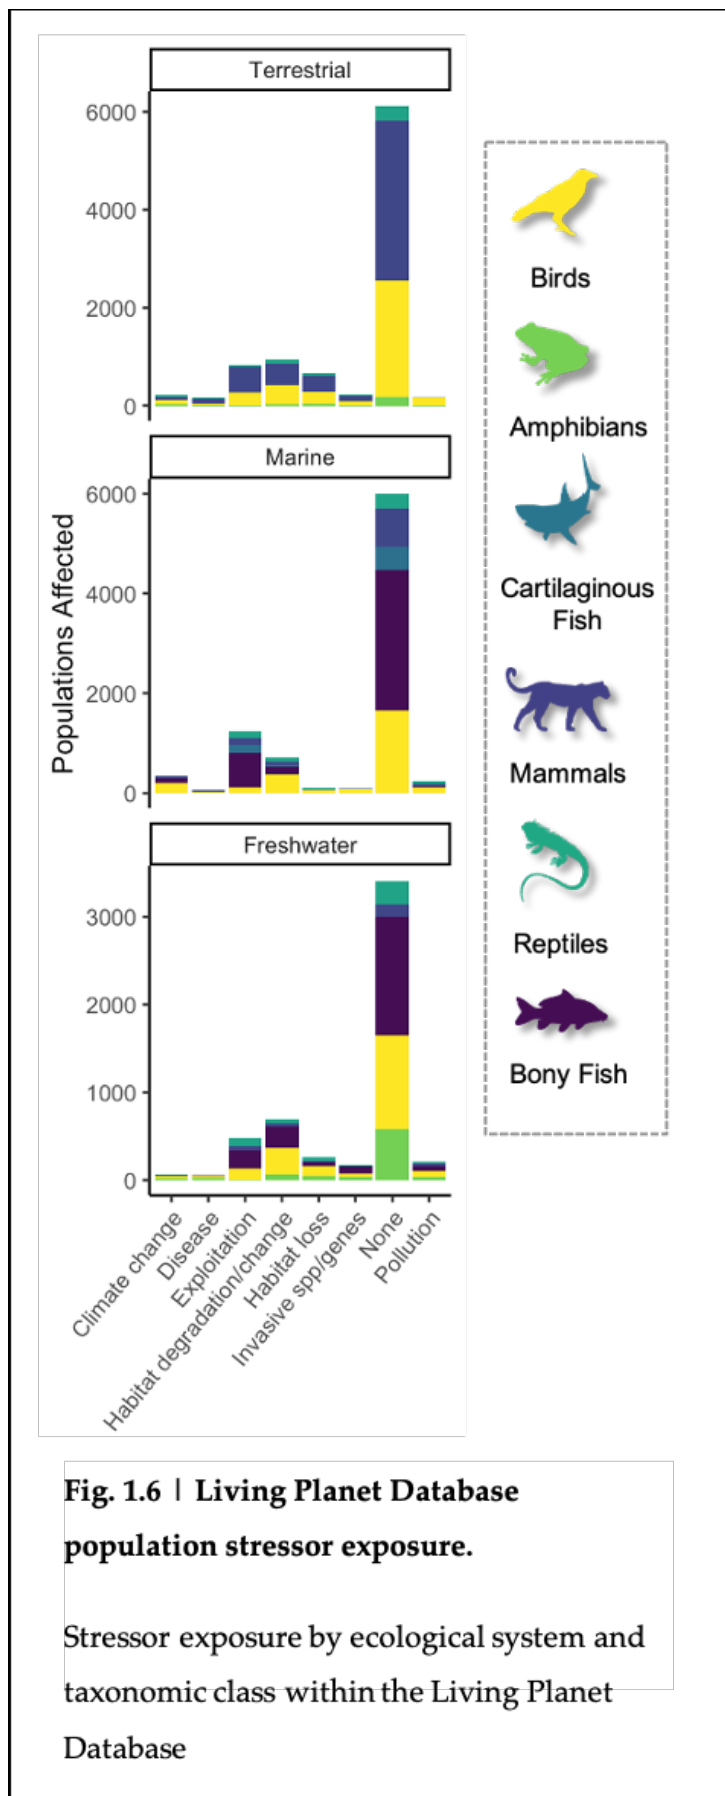 Terrestrial
6000
4000
2000
0
Marine
6000
4000
2000
0
Freshwater
3000
2000
1000
0
Populations Affected
Climate change
Disease
Exploitation
Habitat degradation/change
Habitat loss
Invasive spp/genes
None
Pollution
Birds
Amphibians
Cartilaginous
Fish
Mammals
Reptiles
Bony Fish
Fig. 1.6 | Living Planet Database
population stressor exposure.
Stressor exposure by ecological system and
taxonomic class within the Living Planet
Database